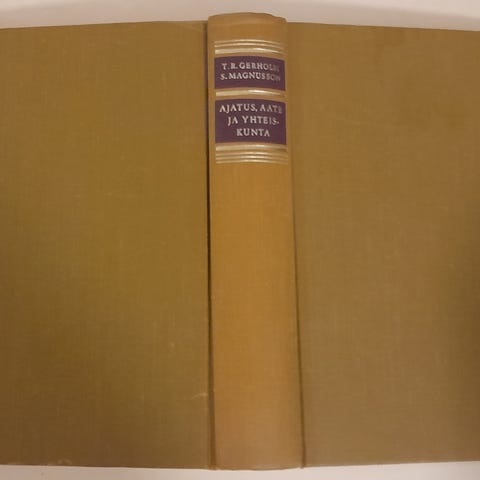 T. R. GERHOLM
S. MAGNUSSON
AJATUS, AATE
JA YHTEIS-
KUNTA